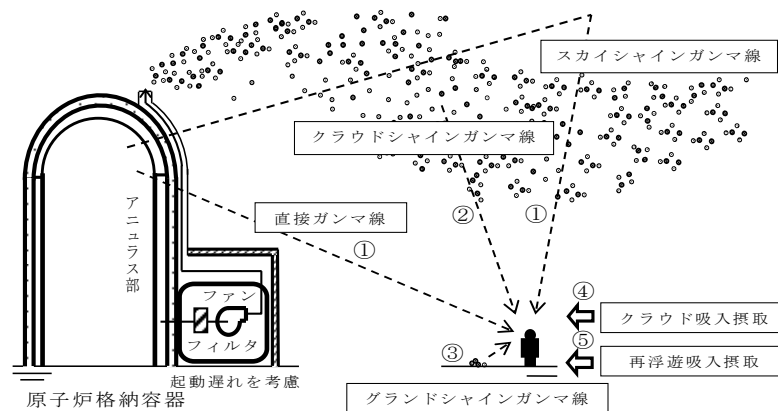 スカイシャインガンマ線
クラウドシャインガンマ線
② ①
直接ガンマ線
①
アニュラス部
ファン
フィルタ
④
クラウド吸入摂取
⑤
③
再浮遊吸入摂取
起動遅れを考慮
原子炉格納容器
グランドシャインガンマ線